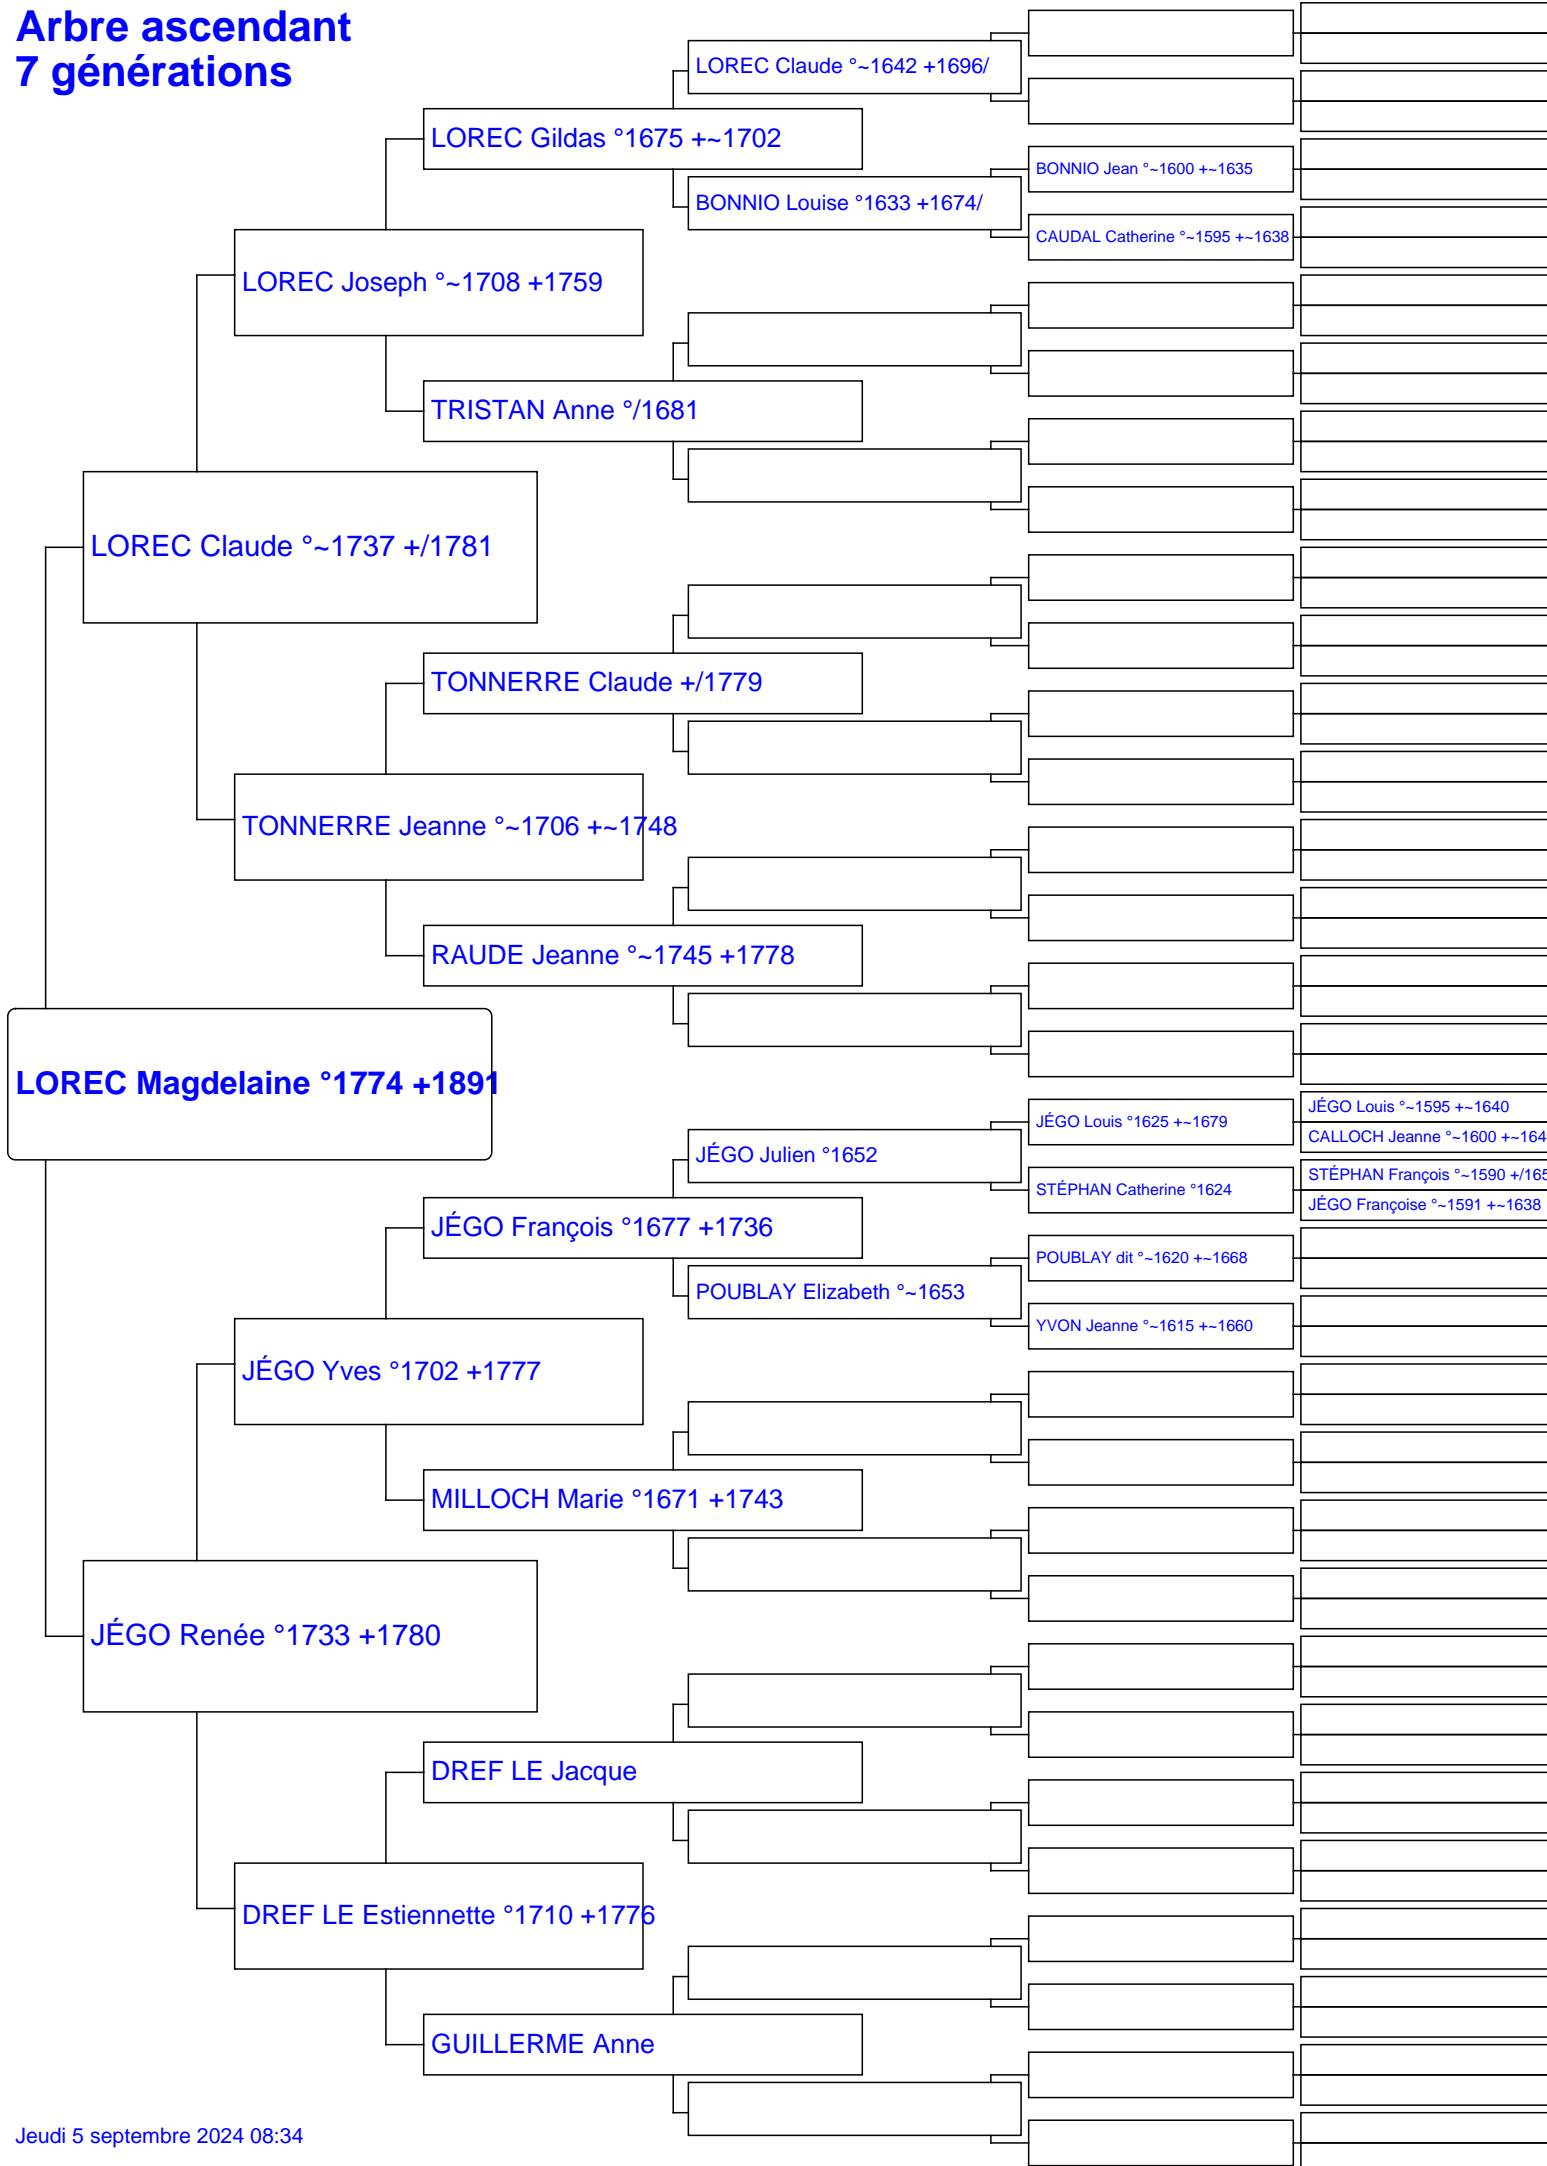 Arbre ascendant
7 générations
LOREC Claude °~1642 +1696/
LOREC Gildas °1675 +~1702
BONNIO Jean °~1600 +~1635
BONNIO Louise °1633 +1674/
CAUDAL Catherine °~1595 +~1638
LOREC Joseph °~1708 +1759
TRISTAN Anne °/1681
LOREC Claude °~1737 +/1781
TONNERRE Claude +/1779
TONNERRE Jeanne °~1706 +~1748
RAUDE Jeanne °~1745 +1778
LOREC Magdelaine °1774 +1891
JÉGO Louis °~1595 +~1640
JÉGO Louis °1625 +~1679
CALLOCH Jeanne °~1600 +~164
JÉGO Julien °1652
STÉPHAN François °~1590 +/165
STÉPHAN Catherine °1624
JÉGO Françoise °~1591 +~1638
JÉGO François °1677 +1736
POUBLAY dit °~1620 +~1668
POUBLAY Elizabeth °~1653
YVON Jeanne °~1615 +~1660
JÉGO Yves °1702 +1777
MILLOCH Marie °1671 +1743
JÉGO Renée °1733 +1780
DREF LE Jacque
DREF LE Estiennette °1710 +1776
GUILLERME Anne
Jeudi 5 septembre 2024 08:34